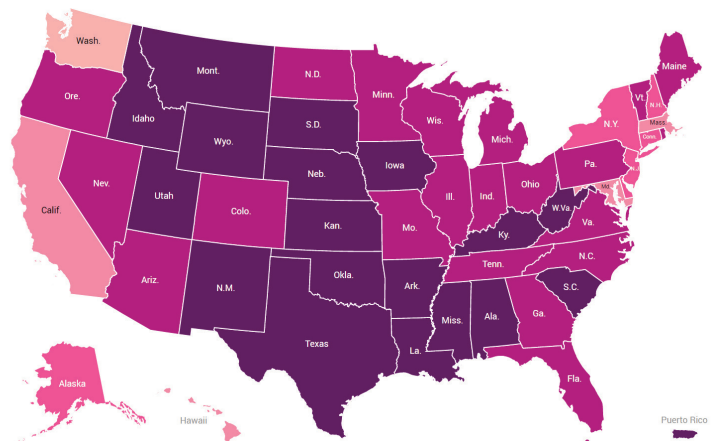 Wash.
Mont.
N.D.
Minn.
Maine
Ore.
Idaho
Wyo.
S.D.
Wis.
Mich.
Vt.
N.H.
N.Y.
Mass
Conn.
Nev.
Utah
Colo.
Neb.
Iowa
Ill.
Ind.
Ohio
Pa.
N.J.
Md.
Calif.
Kan.
Mo.
Ky.
W.Va.
Va.
Ariz.
N.M.
Okla.
Ark.
Tenn.
N.C.
S.C.
Texas
La.
Miss.
Ala.
Ga.
Fla.
Alaska
Hawaii
Puerto Rico